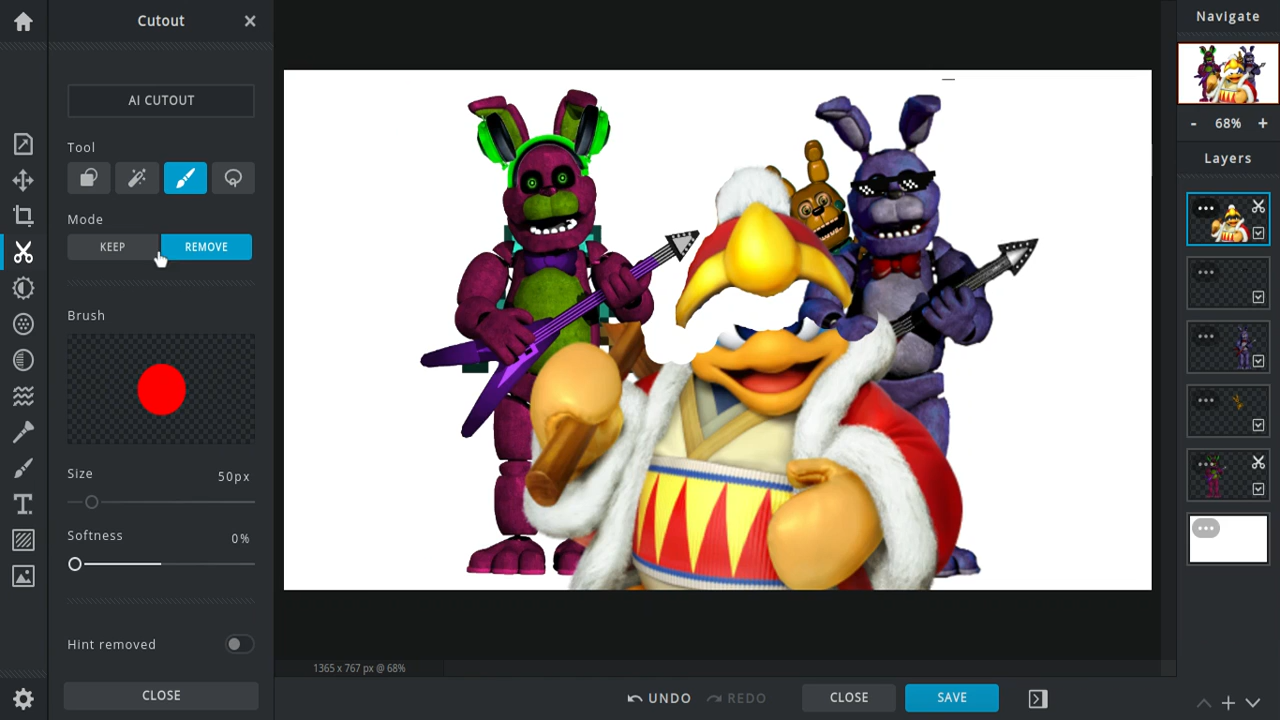 Cutout
AI CUTOUT
Tool
Mode
KEEP
REMOVE
Brush
Size
50px
Softness
0%
Hint removed
CLOSE
1365 x 767 px @ 68%
UNDO
REDO
CLOSE
SAVE
Navigate
- 68% +
Layers